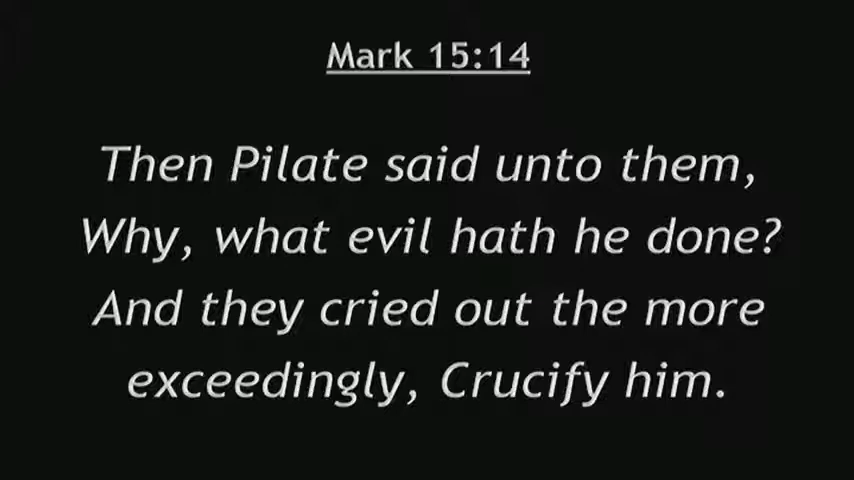 Mark 15:14
Then Pilate said unto them,
Why, what evil hath he done?
And they cried out the more
exceedingly, Crucify him.